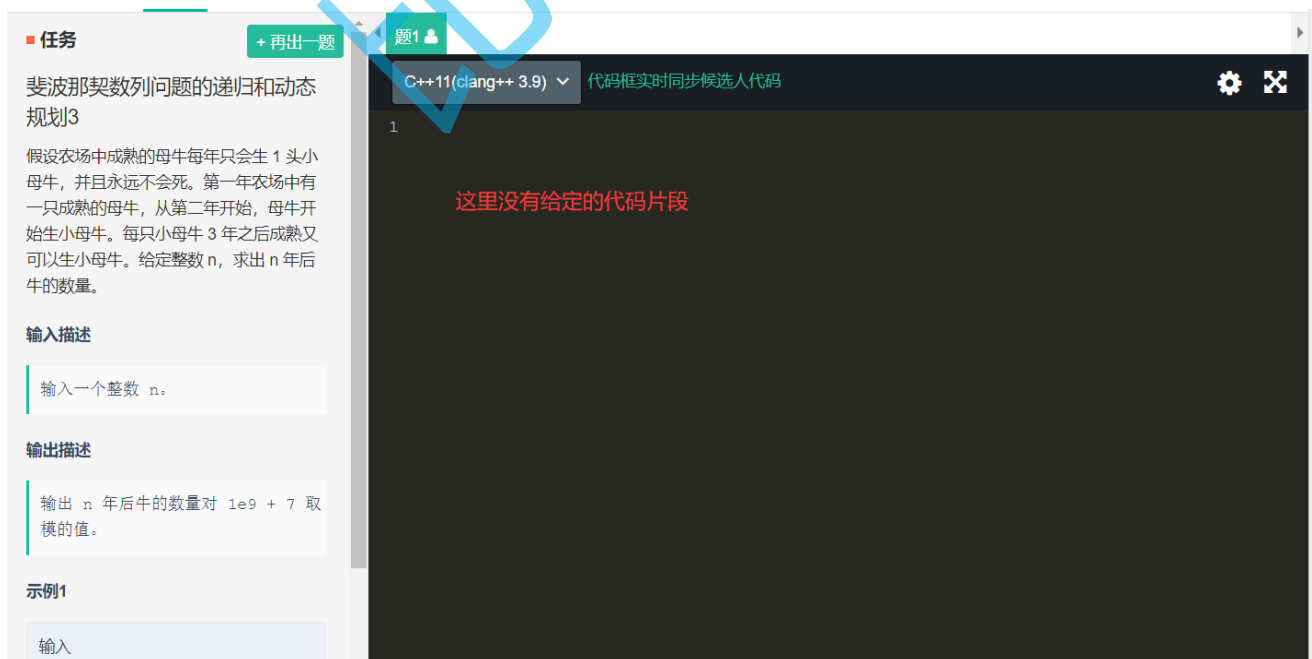 任务
+ 再出一题
题1
斐波那契数列问题的递归和动态
规划3
假设农场中成熟的母牛每年只会生 1 头小
母牛，并且永远不会死。第一年农场中有
一只成熟的母牛，从第二年开始，母牛开
始生小母牛。每只小母牛 3 年之后成熟又
可以生小母牛。给定整数 n，求出 n 年后
牛的数量。
输入描述
输入一个整数 n。
输出描述
输出 n 年后牛的数量对 1e9 + 7 取
模的值。
示例1
输入
C++11(clang++ 3.9)
代码框实时同步候选人代码
1
这里没有给定的代码片段